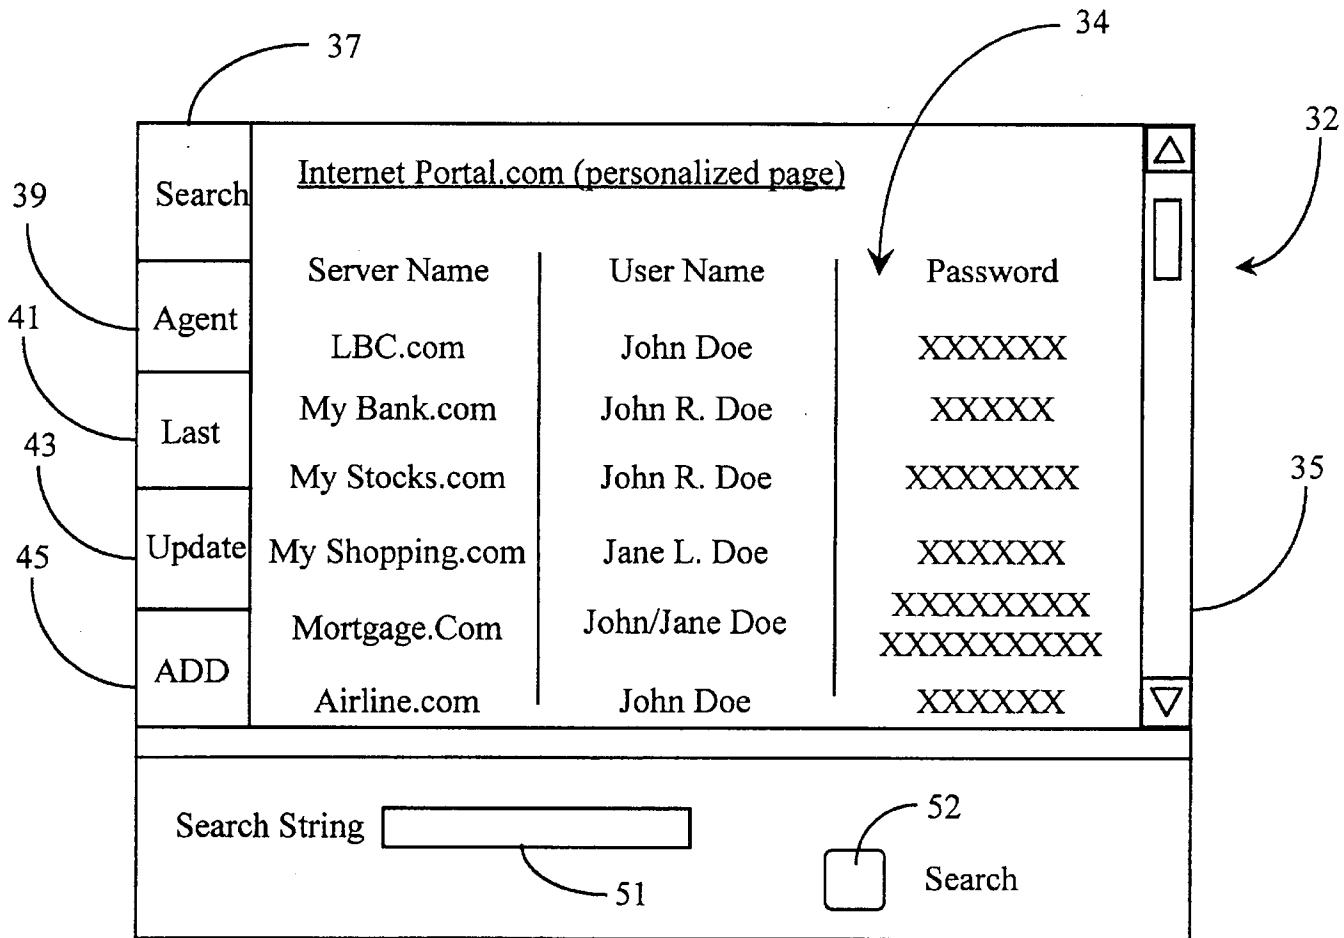 37
34
32
Internet Portal.com (personalized page)
Search
39
Server Name User Name Password
Agent
41
LBC.com John Doe XXXXXX
My Bank.com John R. Doe XXXXX
Last
43
My Stocks.com John R. Doe XXXXXXX
35
Update
My Shopping.com Jane L. Doe XXXXXX
45
Mortgage.Com John/Jane Doe XXXXXXXX
XXXXXXXXX
ADD
Airline.com John Doe XXXXXX
Search String
52
51
Search